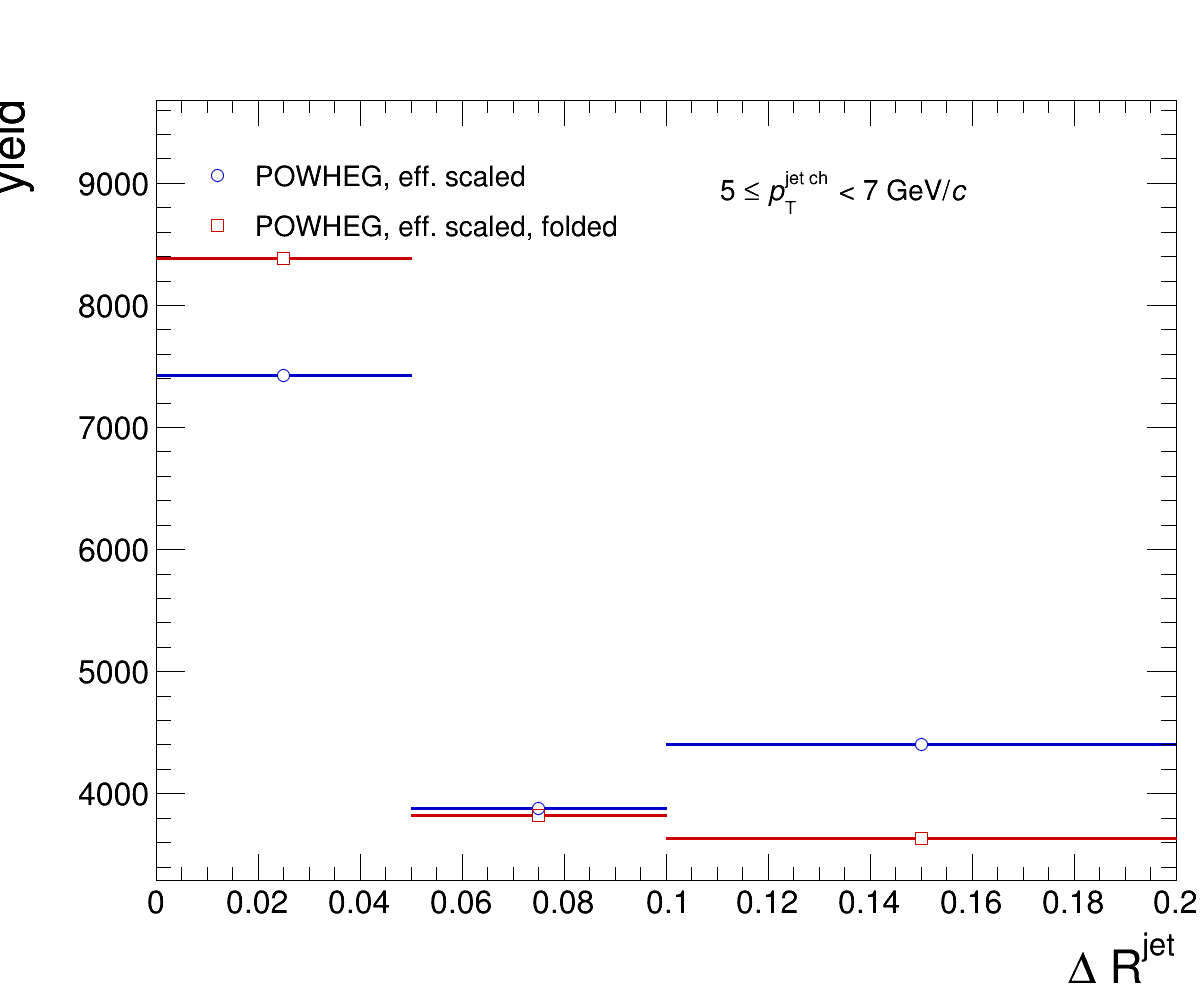 yield
9000
8000
7000
6000
5000
4000
POWHEG, eff. scaled
POWHEG, eff. scaled, folded
5 ≤ p_T^{jet ch} < 7 GeV/c
0 0.02 0.04 0.06 0.08 0.1 0.12 0.14 0.16 0.18 0.2
Δ R^{jet}